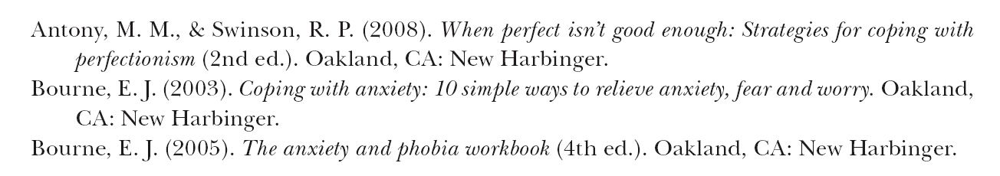 Antony, M. M., & Swinson, R. P. (2008). When perfect isn't good enough: Strategies for coping with
perfectionism (2nd ed.). Oakland, CA: New Harbinger.
Bourne, E. J. (2003). Coping with anxiety: 10 simple ways to relieve anxiety, fear and worry. Oakland,
CA: New Harbinger.
Bourne, E. J. (2005). The anxiety and phobia workbook (4th ed.). Oakland, CA: New Harbinger.